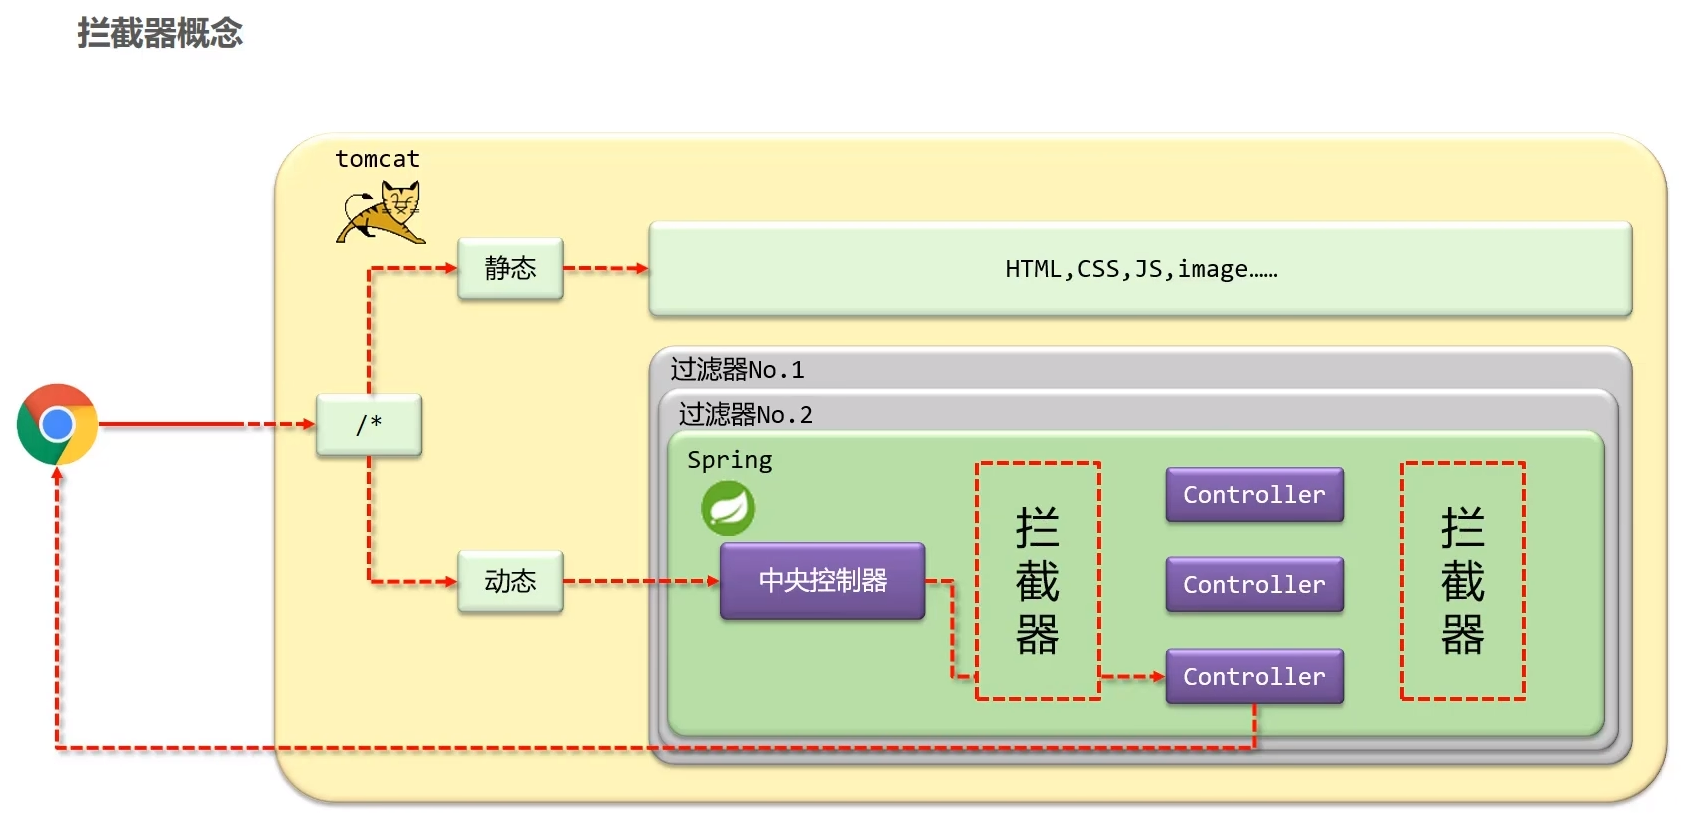 拦截器概念
tomcat
静态
HTML,CSS,JS,image……
/*
过滤器No.1
过滤器No.2
Spring
动态
中央控制器
拦
截
器
Controller
Controller
Controller
拦
截
器